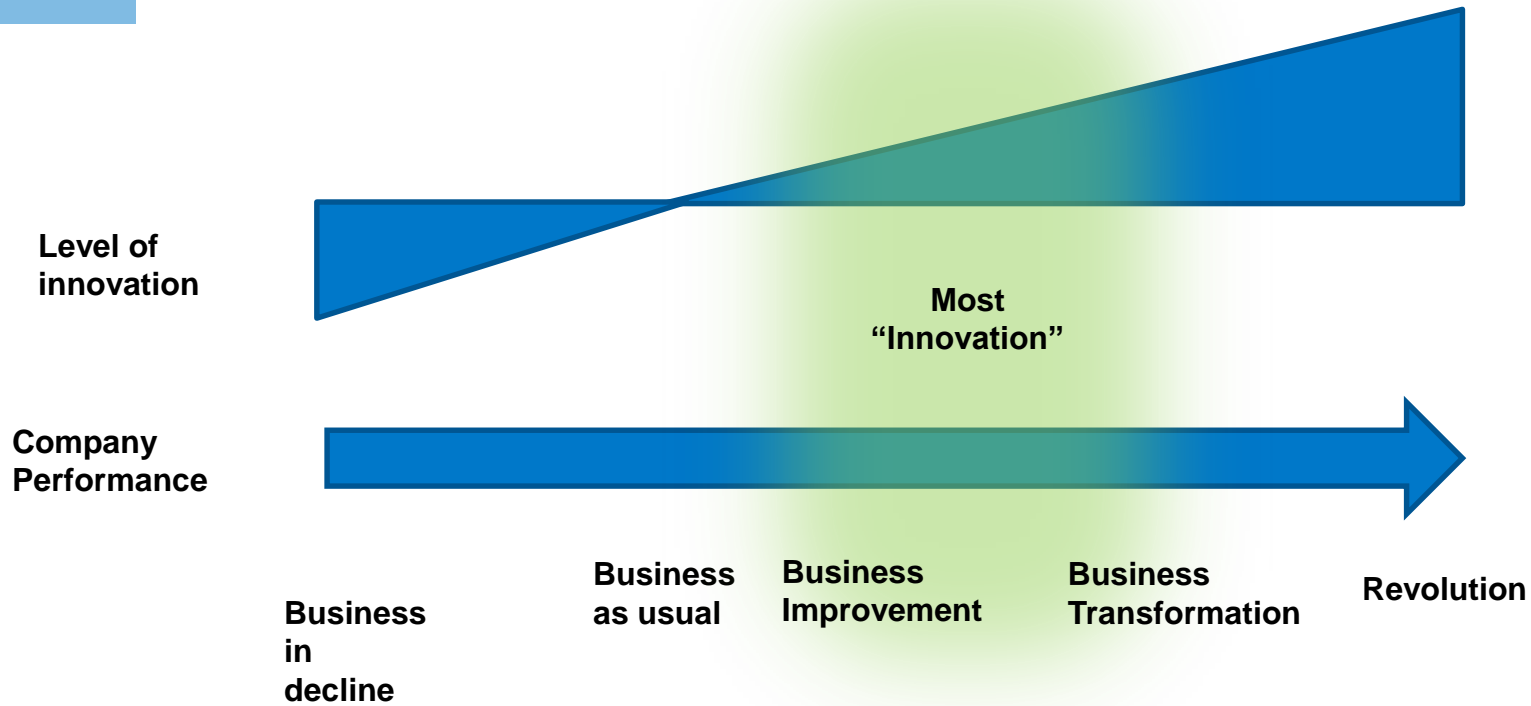 Level of
innovation
Most
“Innovation”
Company
Performance
Business
in
decline
Business
as usual
Business
Improvement
Business
Transformation
Revolution